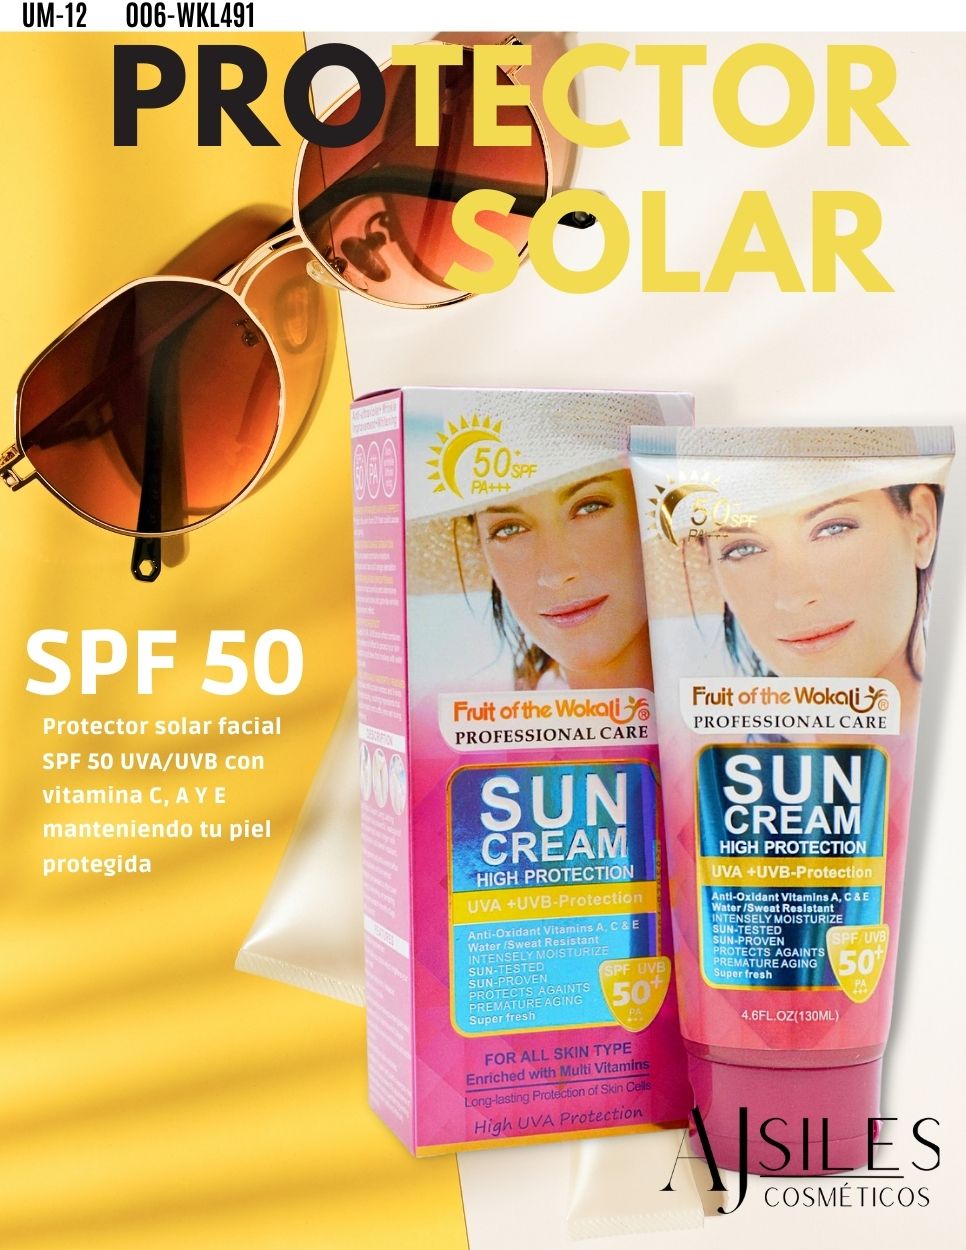 UM-12 006-WKL491
PROTECTOR
SOLAR
SPF 50
Protector solar facial
SPF 50 UVA/UVB con
vitamina C, A Y E
manteniendo tu piel
protegida
50+ SPF
PA+++
Fruit of the Wokali ®
PROFESSIONAL CARE
SUN
CREAM
HIGH PROTECTION
UVA +UVB-Protection
Anti-Oxidant Vitamins A, C & E
Water /Sweat Resistant
INTENSELY MOISTURIZE
SUN-TESTED
SUN-PROVEN
PROTECTS AGAINTS
PREMATURE AGING
Super fresh
SPF UVB
50+
PA
+++
FOR ALL SKIN TYPE
Enriched with Multi Vitamins
Long-lasting Protection of Skin Cells
High UVA Protection
DESCRIPTION
FEATURES
50 SPF
PA+++
Fruit of the Wokali ®
PROFESSIONAL CARE
SUN
CREAM
HIGH PROTECTION
UVA +UVB-Protection
Anti-Oxidant Vitamins A, C & E
Water /Sweat Resistant
INTENSELY MOISTURIZE
SUN-TESTED
SUN-PROVEN
PROTECTS AGAINTS
PREMATURE AGING
Super fresh
SPF UVB
50+
PA
+++
4.6FL.OZ(130ML)
AJSILES
COSMÉTICOS